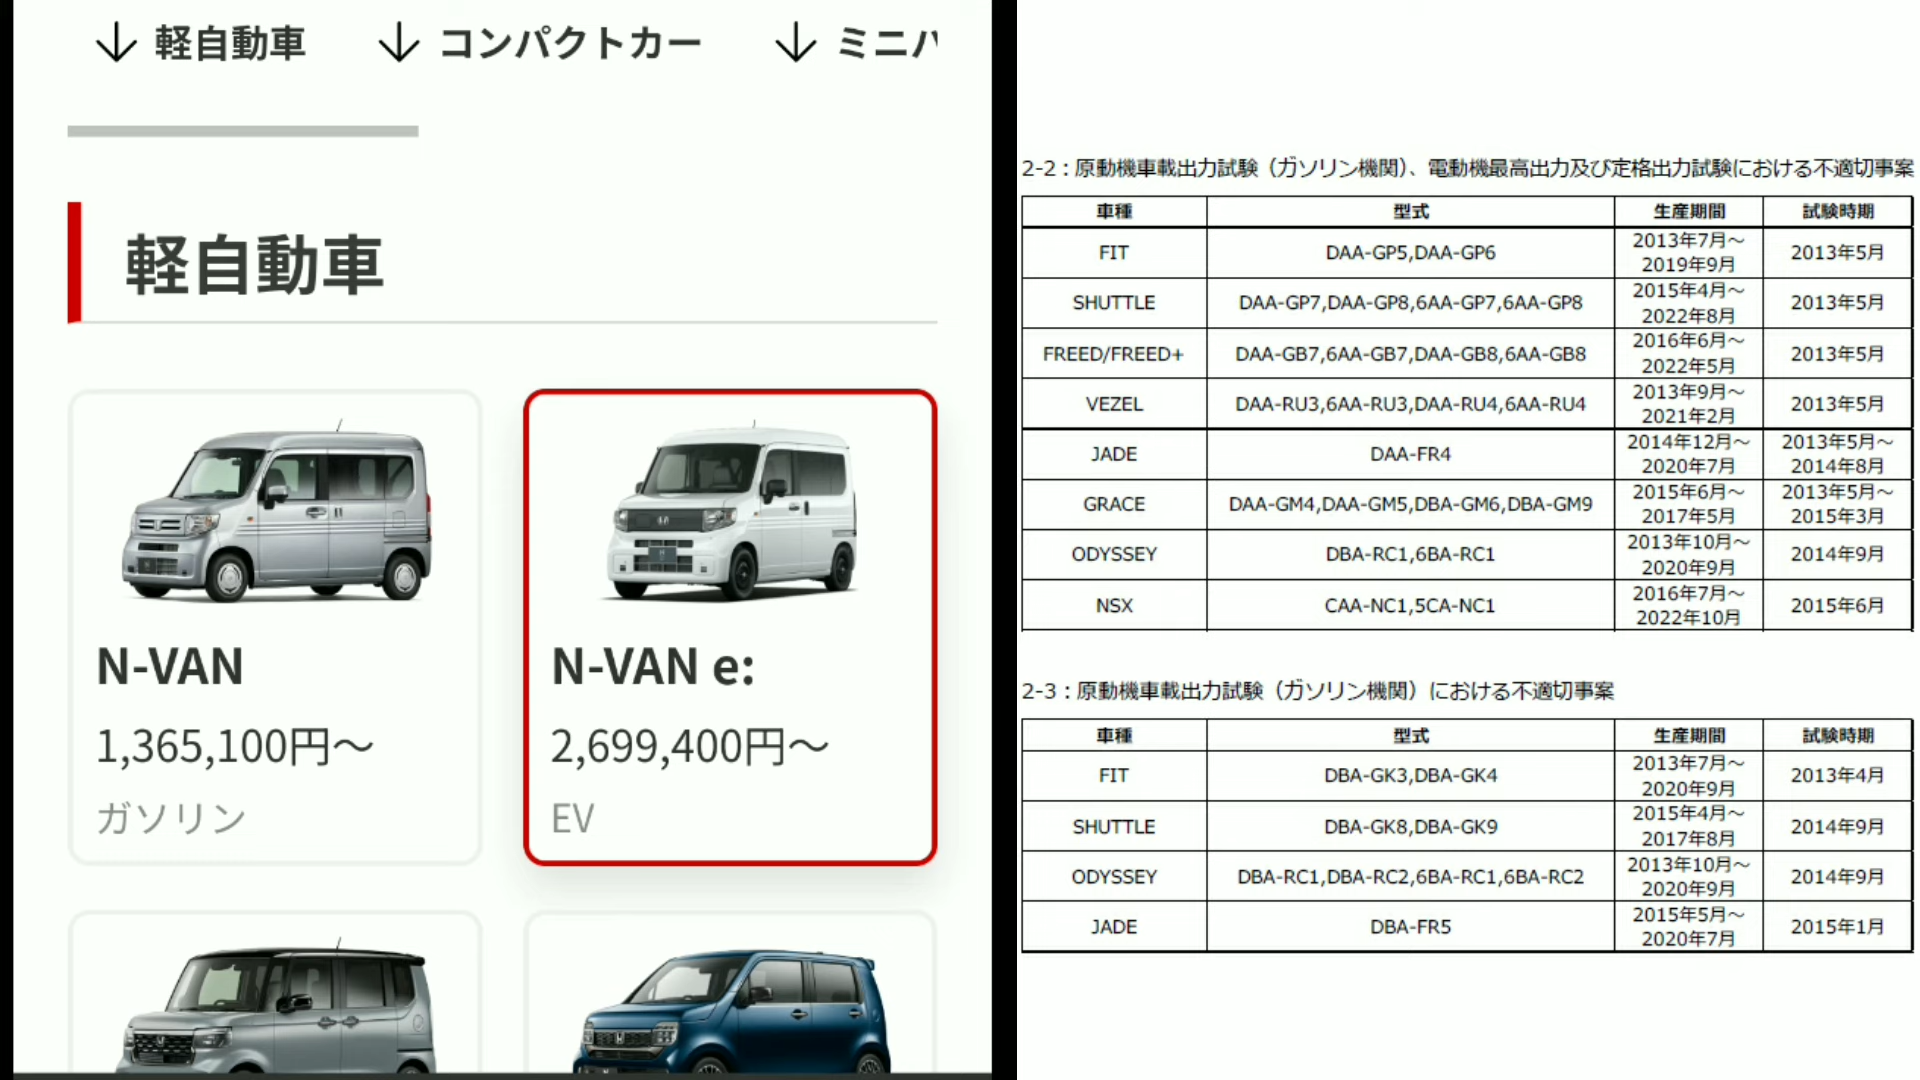 ↓ 軽自動車 ↓ コンパクトカー ↓ ミニバ
軽自動車
N-VAN
1,365,100円～
ガソリン
N-VAN e:
2,699,400円～
EV
2-2：原動機車載出力試験（ガソリン機関）、電動機最高出力及び定格出力試験における不適切事案
車種 型式 生産期間 試験時期
FIT DAA-GP5,DAA-GP6 2013年7月～ 2019年9月 2013年5月
SHUTTLE DAA-GP7,DAA-GP8,6AA-GP7,6AA-GP8 2015年4月～ 2022年8月 2013年5月
FREED/FREED+ DAA-GB7,6AA-GB7,DAA-GB8,6AA-GB8 2016年6月～ 2022年5月 2013年5月
VEZEL DAA-RU3,6AA-RU3,DAA-RU4,6AA-RU4 2013年9月～ 2021年2月 2013年5月
JADE DAA-FR4 2014年12月～ 2020年7月 2013年5月～ 2014年8月
GRACE DAA-GM4,DAA-GM5,DBA-GM6,DBA-GM9 2015年6月～ 2017年5月 2013年5月～ 2015年3月
ODYSSEY DBA-RC1,6BA-RC1 2013年10月～ 2020年9月 2014年9月
NSX CAA-NC1,5CA-NC1 2016年7月～ 2022年10月 2015年6月
2-3：原動機車載出力試験（ガソリン機関）における不適切事案
車種 型式 生産期間 試験時期
FIT DBA-GK3,DBA-GK4 2013年7月～ 2020年9月 2013年4月
SHUTTLE DBA-GK8,DBA-GK9 2015年4月～ 2017年8月 2014年9月
ODYSSEY DBA-RC1,DBA-RC2,6BA-RC1,6BA-RC2 2013年10月～ 2020年9月 2014年9月
JADE DBA-FR5 2015年5月～ 2020年7月 2015年1月